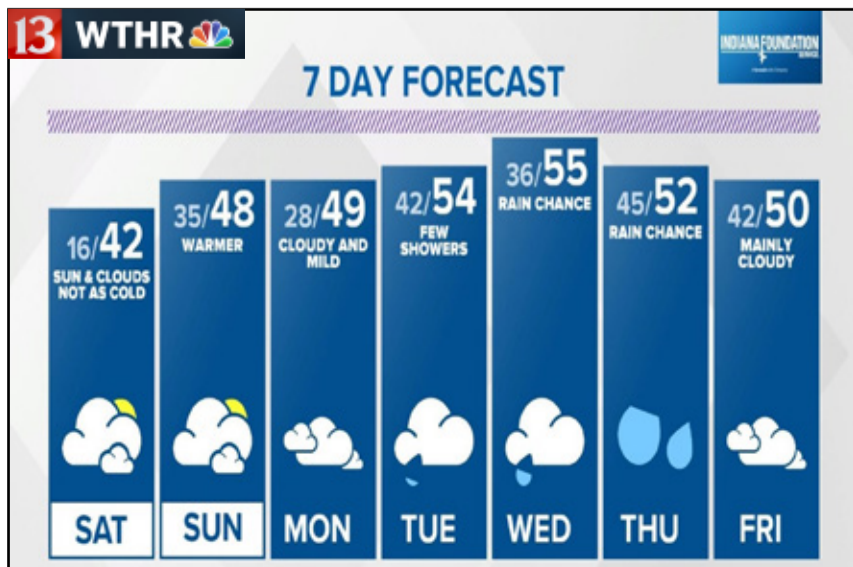 13 WTHR
INDIANA FOUNDATION
SERVICE
7 DAY FORECAST
16/42
SUN & CLOUDS
NOT AS COLD
SAT
35/48
WARMER
SUN
28/49
CLOUDY AND
MILD
MON
42/54
FEW
SHOWERS
TUE
36/55
RAIN CHANCE
WED
45/52
RAIN CHANCE
THU
42/50
MAINLY
CLOUDY
FRI